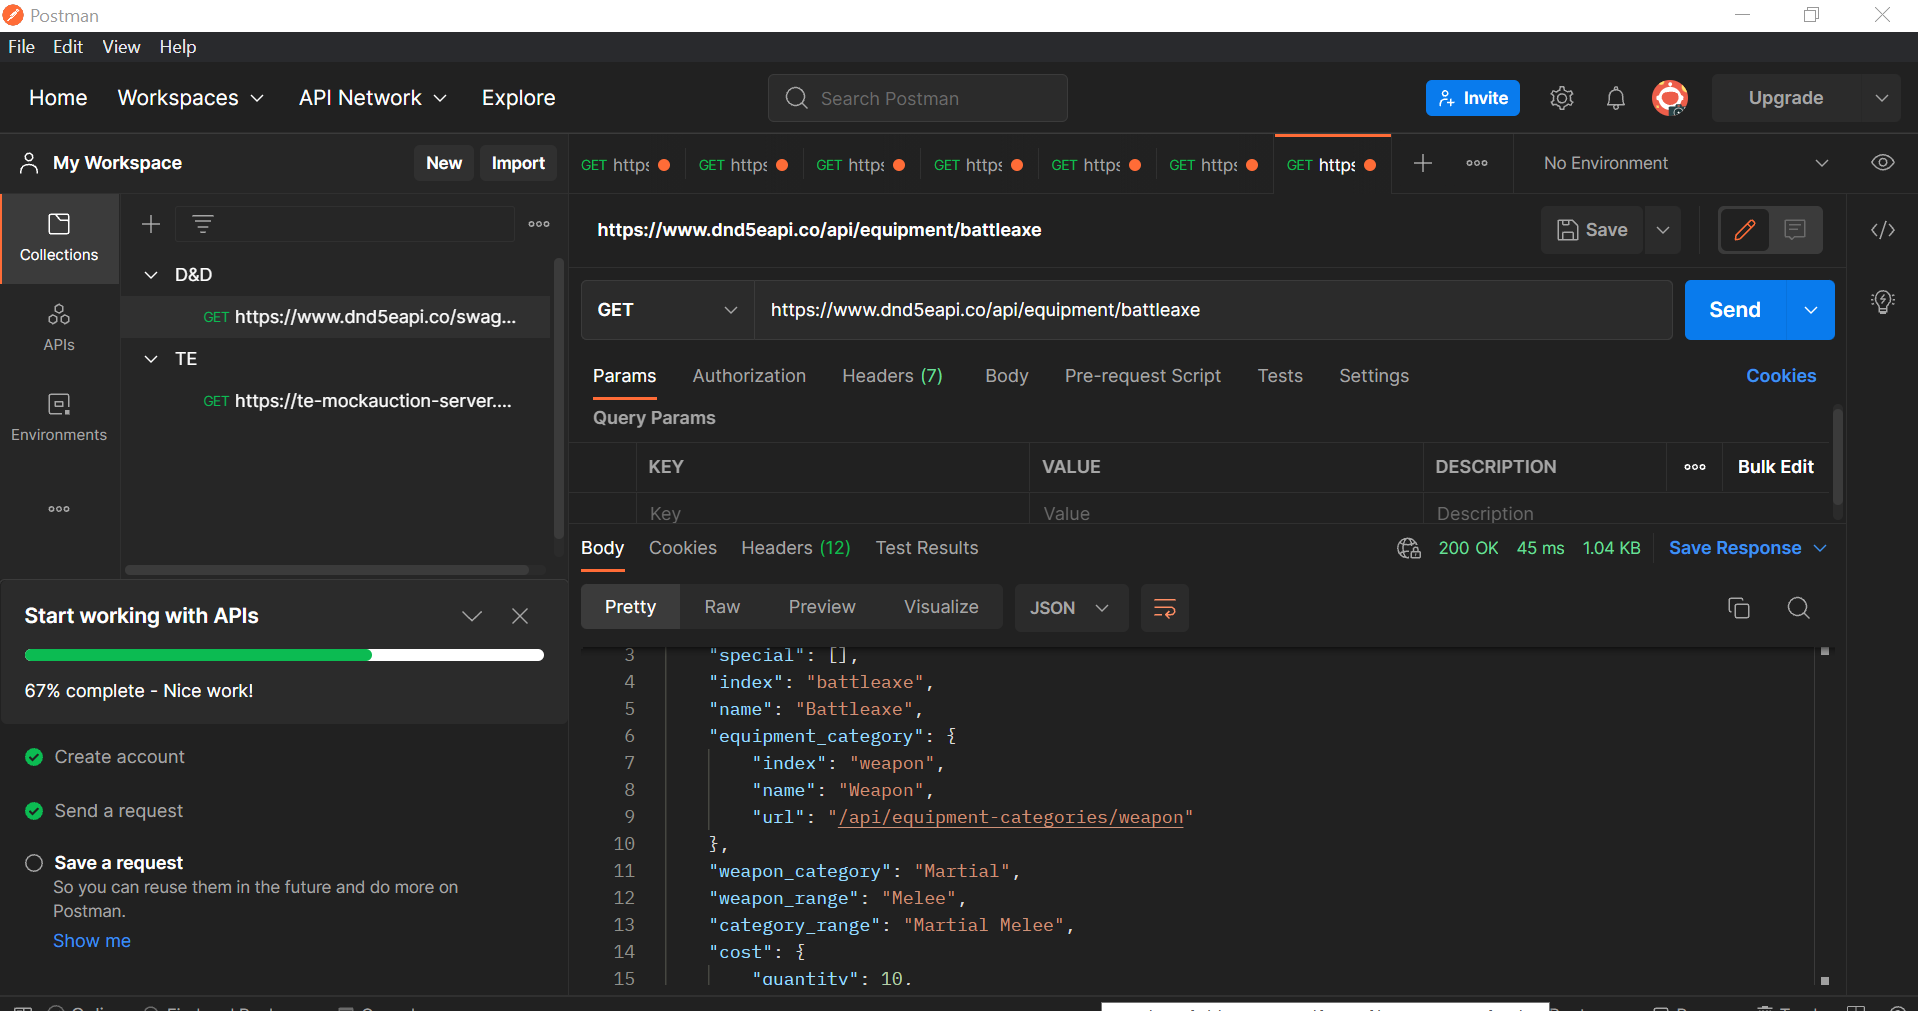 Postman
File Edit View Help
Home Workspaces API Network Explore Search Postman Invite Upgrade
My Workspace New Import
GET https GET https GET https GET https GET https GET https GET https No Environment
Collections
APIs
Environments
D&D
GET https://www.dnd5eapi.co/swag...
TE
GET https://te-mockauction-server....
https://www.dnd5eapi.co/api/equipment/battleaxe Save
GET https://www.dnd5eapi.co/api/equipment/battleaxe Send
Params Authorization Headers (7) Body Pre-request Script Tests Settings Cookies
Query Params
KEY VALUE DESCRIPTION Bulk Edit
Key Value Description
Body Cookies Headers (12) Test Results 200 OK 45 ms 1.04 KB Save Response
Pretty Raw Preview Visualize JSON
3 "special": [],
4 "index": "battleaxe",
5 "name": "Battleaxe",
6 "equipment_category": {
7 "index": "weapon",
8 "name": "Weapon",
9 "url": "/api/equipment-categories/weapon"
10 },
11 "weapon_category": "Martial",
12 "weapon_range": "Melee",
13 "category_range": "Martial Melee",
14 "cost": {
15 "quantity": 10,
Start working with APIs
67% complete - Nice work!
Create account
Send a request
Save a request
So you can reuse them in the future and do more on
Postman.
Show me